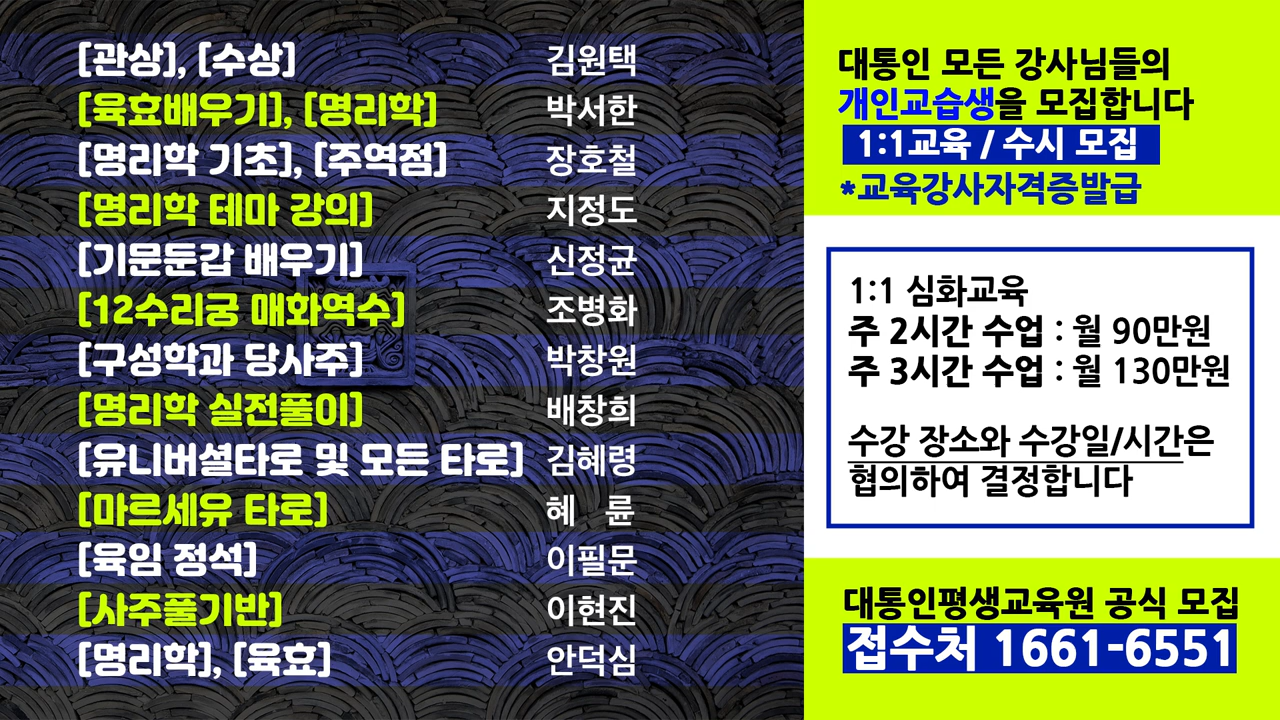 [관상], [수상] 김원택
[육효배우기], [명리학] 박서한
[명리학 기초], [주역점] 장호철
[명리학 테마 강의] 지정도
[기문둔갑 배우기] 신정균
[12수리궁 매화역수] 조병화
[구성학과 당사주] 박창원
[명리학 실전풀이] 배창희
[유니버셜타로 및 모든 타로] 김혜령
[마르세유 타로] 혜 륜
[육임 정석] 이필문
[사주풀기반] 이현진
[명리학], [육효] 안덕심
대통인 모든 강사님들의
개인교습생을 모집합니다
1:1교육 / 수시 모집
*교육강사자격증발급
1:1 심화교육
주 2시간 수업 : 월 90만원
주 3시간 수업 : 월 130만원
수강 장소와 수강일/시간은
협의하여 결정합니다
대통인평생교육원 공식 모집
접수처 1661-6551